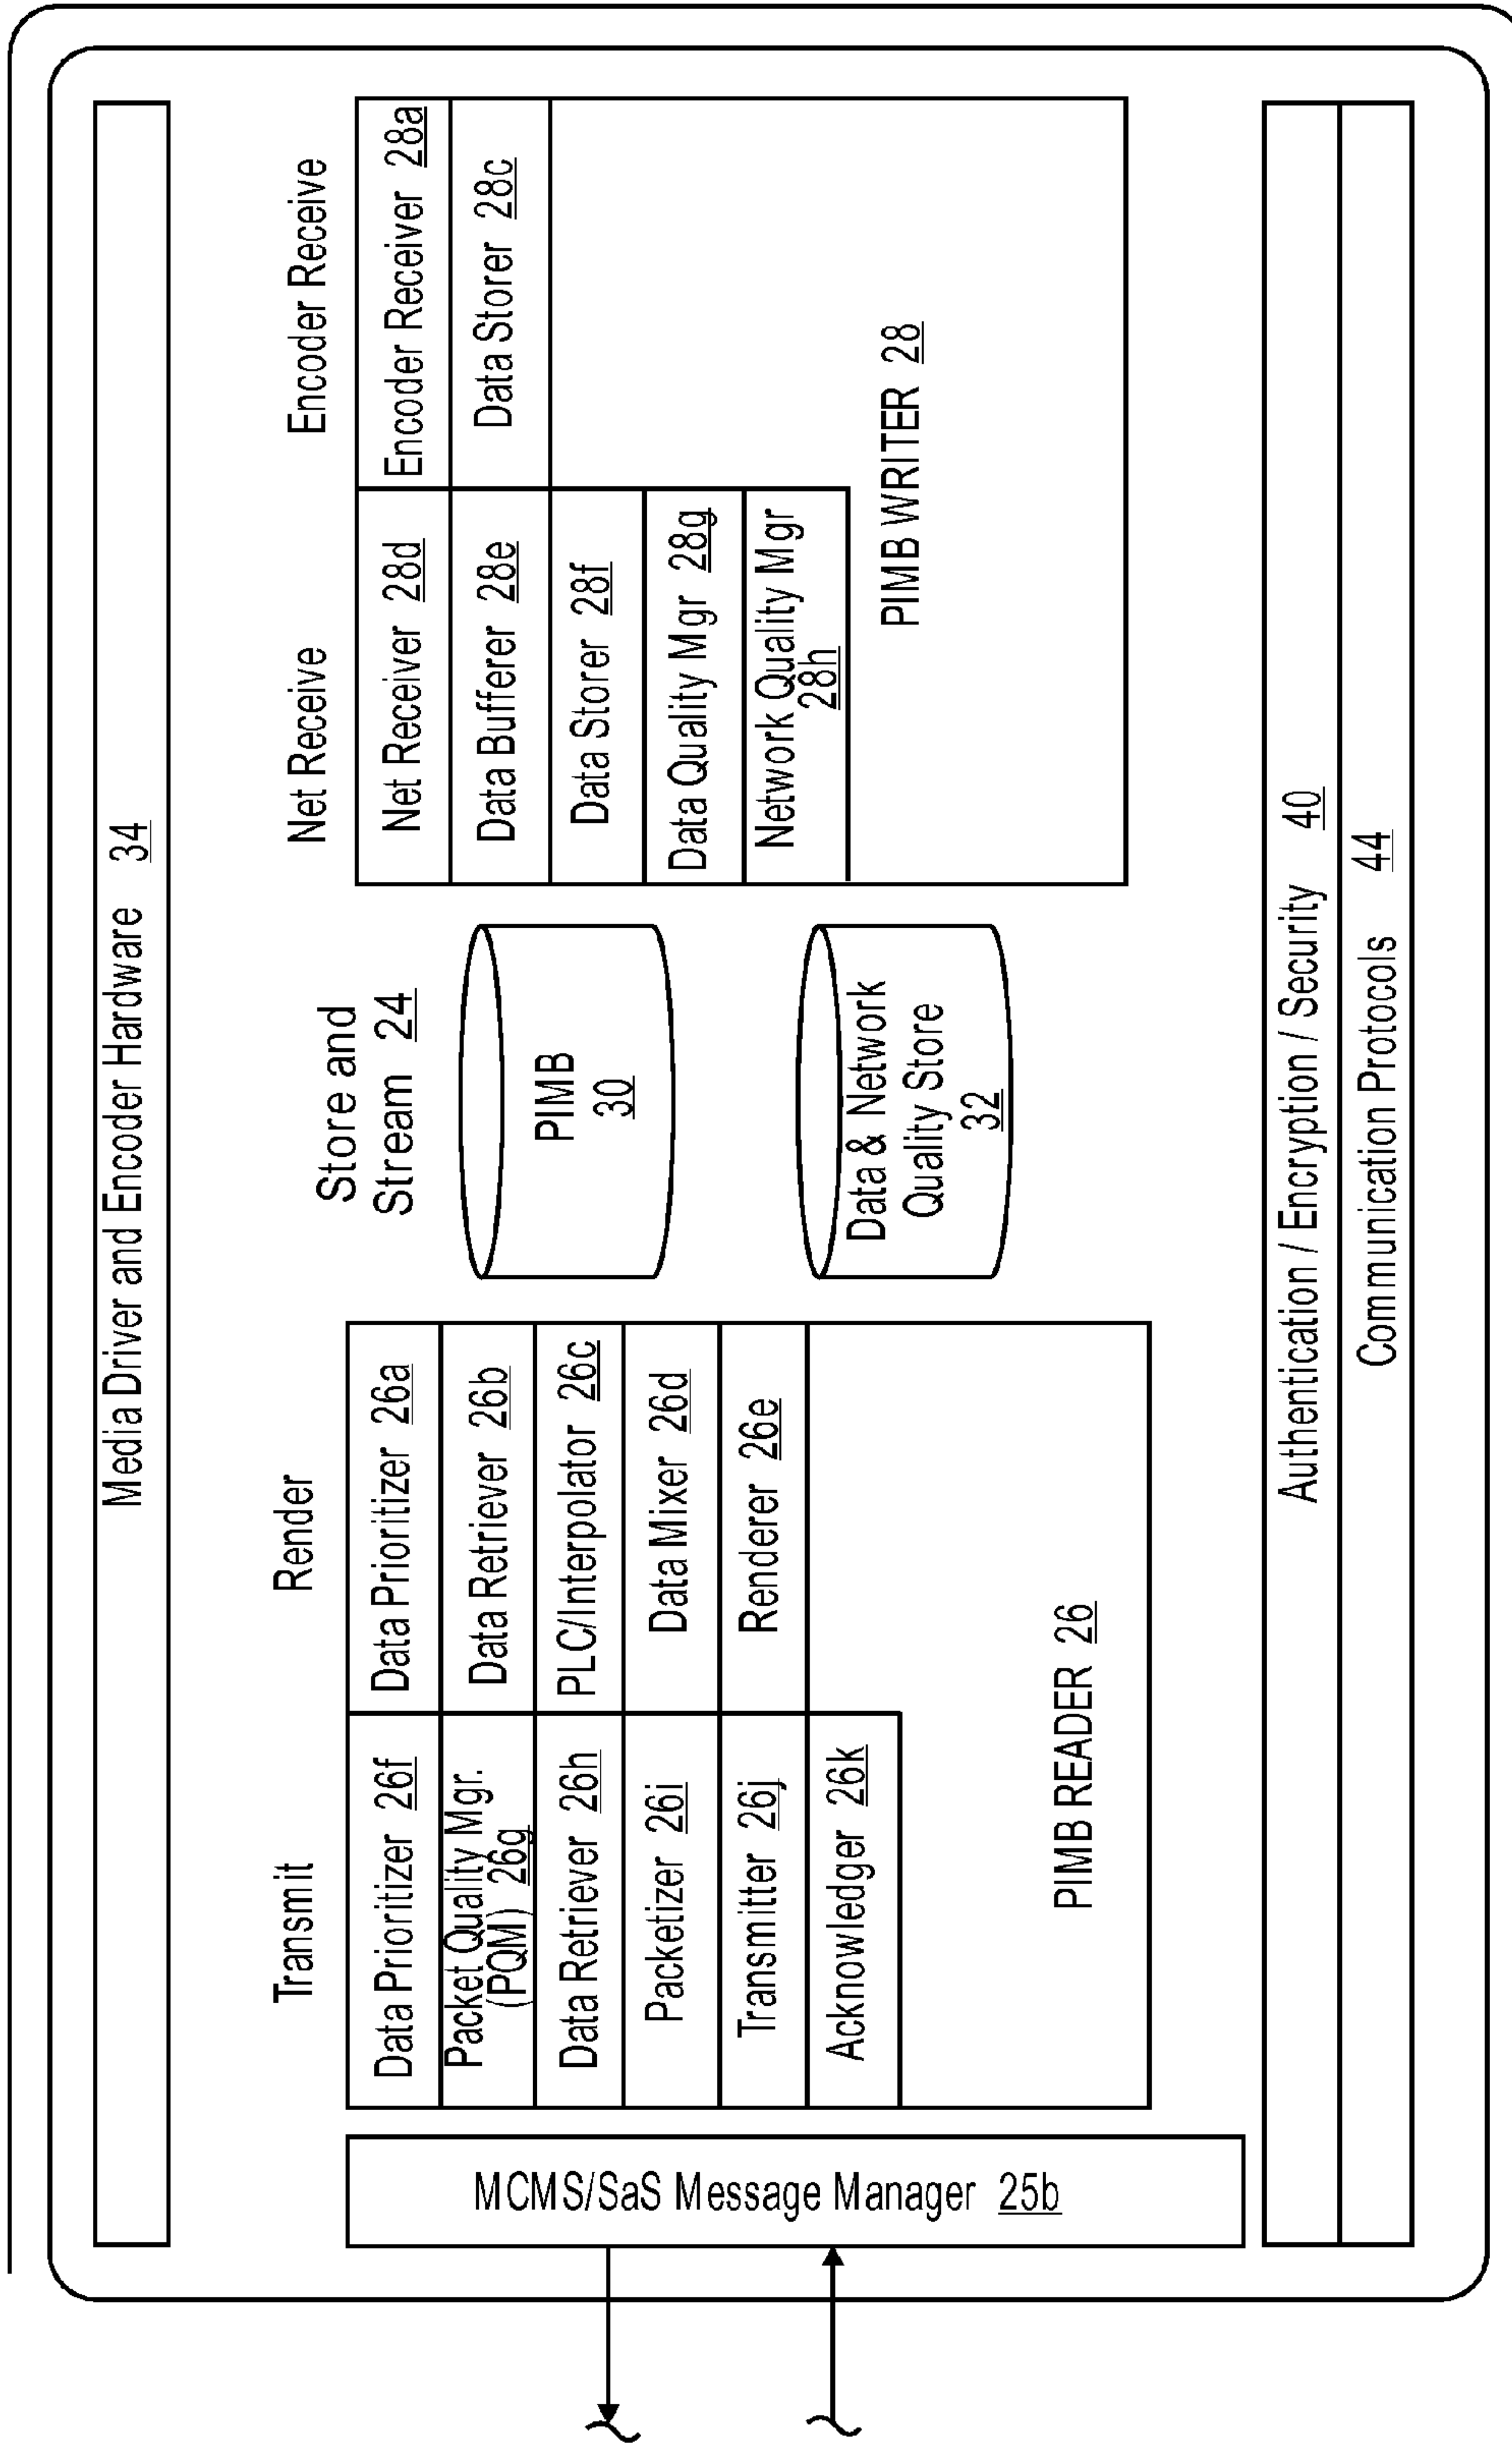 Media Driver and Encoder Hardware 34
Store and
Stream 24
Transmit
Render
Net Receive
Encoder Receive
MCMS/SaS Message Manager 25b
Data Prioritizer 26f
Packet Quality Mgr.
(PQM) 26g
Data Retriever 26h
Packetizer 26i
Transmitter 26j
Acknowledger 26k
Data Prioritizer 26a
Data Retriever 26b
PLC/Interpolator 26c
Data Mixer 26d
Renderer 26e
PIMB READER 26
PIMB
30
Data & Network
Quality Store
32
Net Receiver 28d
Data Bufferer 28e
Data Storer 28f
Data Quality Mgr 28g
Network Quality Mgr
28h
Encoder Receiver 28a
Data Storer 28c
PIMB WRITER 28
Authentication / Encryption / Security 40
Communication Protocols 44